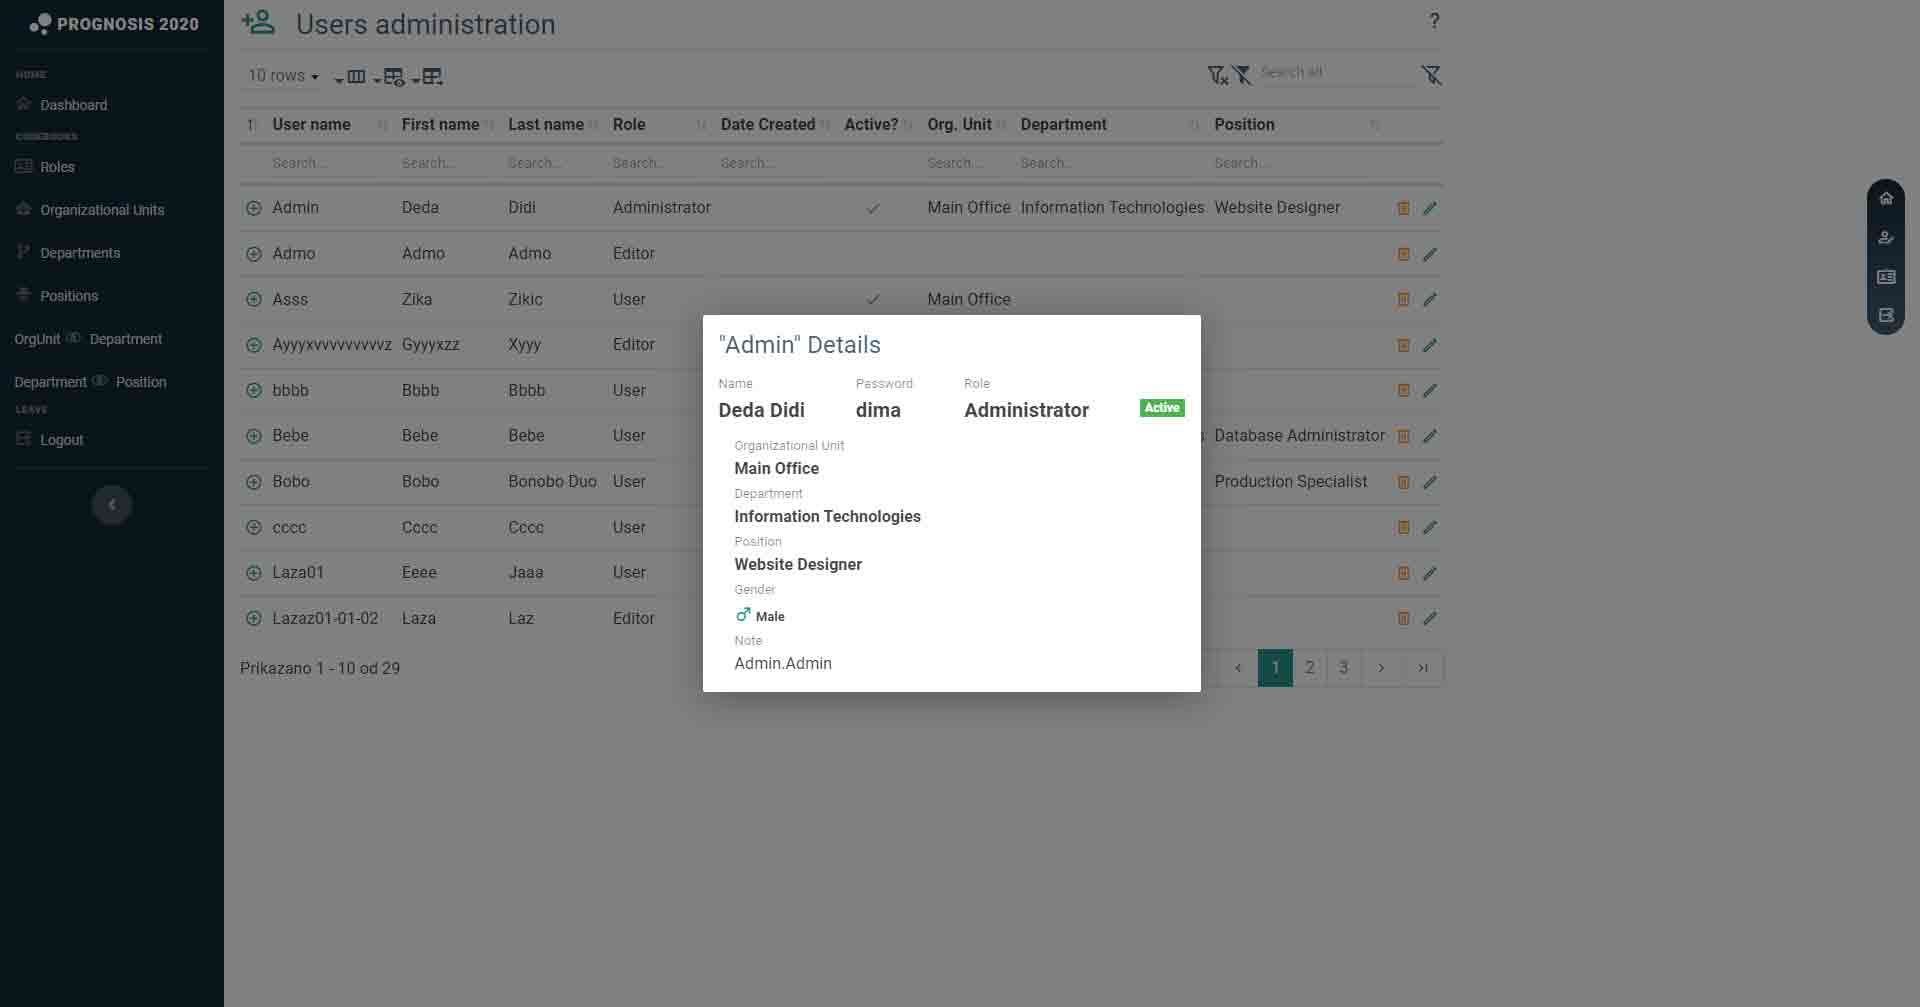 PROGNOSIS 2020
HOME
Dashboard
CODEBOOKS
Roles
Organizational Units
Departments
Positions
OrgUnit Department
Department Position
LEAVE
Logout
Users administration
?
10 rows
Search all
User name First name Last name Role Date Created Active? Org. Unit Department Position
Search... Search... Search... Search... Search... Search... Search... Search...
Admin Deda Didi Administrator Main Office Information Technologies Website Designer
Admo Admo Admo Editor
Asss Zika Zikic User Main Office
Ayyyxvvvvvvvvvz Gyyyxzz Xyyy Editor
bbbb Bbbb Bbbb User
Bebe Bebe Bebe User s Database Administrator
Bobo Bobo Bonobo Duo User Production Specialist
cccc Cccc Cccc User
Laza01 Eeee Jaaa User
Lazaz01-01-02 Laza Laz Editor
Prikazano 1 - 10 od 29
1 2 3
"Admin" Details
Name Password Role
Deda Didi dima Administrator Active
Organizational Unit
Main Office
Department
Information Technologies
Position
Website Designer
Gender
Male
Note
Admin.Admin